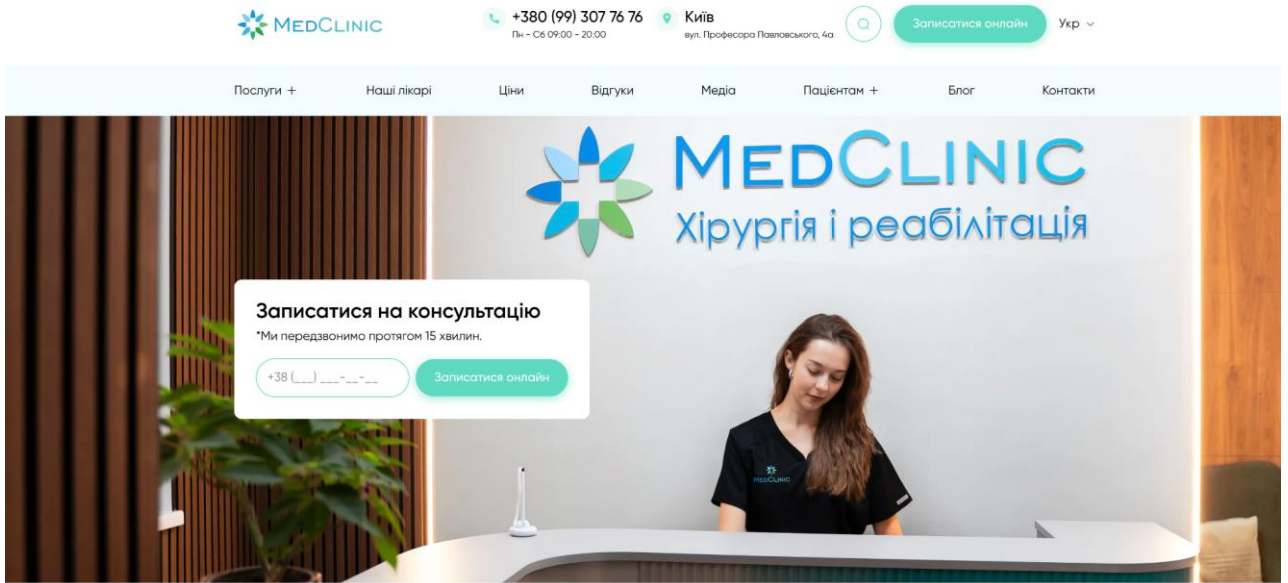 MEDCLINIC
+380 (99) 307 76 76
Пн - Сб 09:00 - 20:00
Київ
вул. Професора Павловського, 4а
Записатися онлайн
Укр
Послуги +
Наші лікарі
Ціни
Відгуки
Медіа
Пацієнтам +
Блог
Контакти
MEDCLINIC
Хірургія і реабілітація
Записатися на консультацію
*Ми передзвонимо протягом 15 хвилин.
+38 (___) ___-__-__
Записатися онлайн
MEDCLINIC